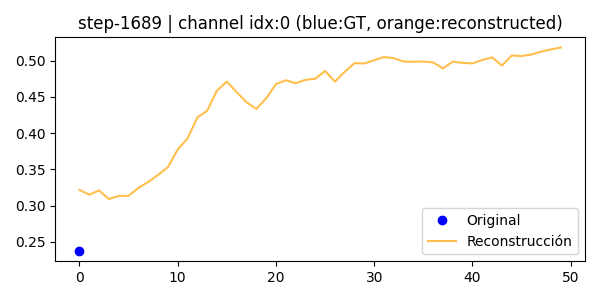 step-1689 | channel idx:0 (blue:GT, orange:reconstructed)
0.50
0.45
0.40
0.35
0.30
0.25
Original
Reconstrucción
0 10 20 30 40 50